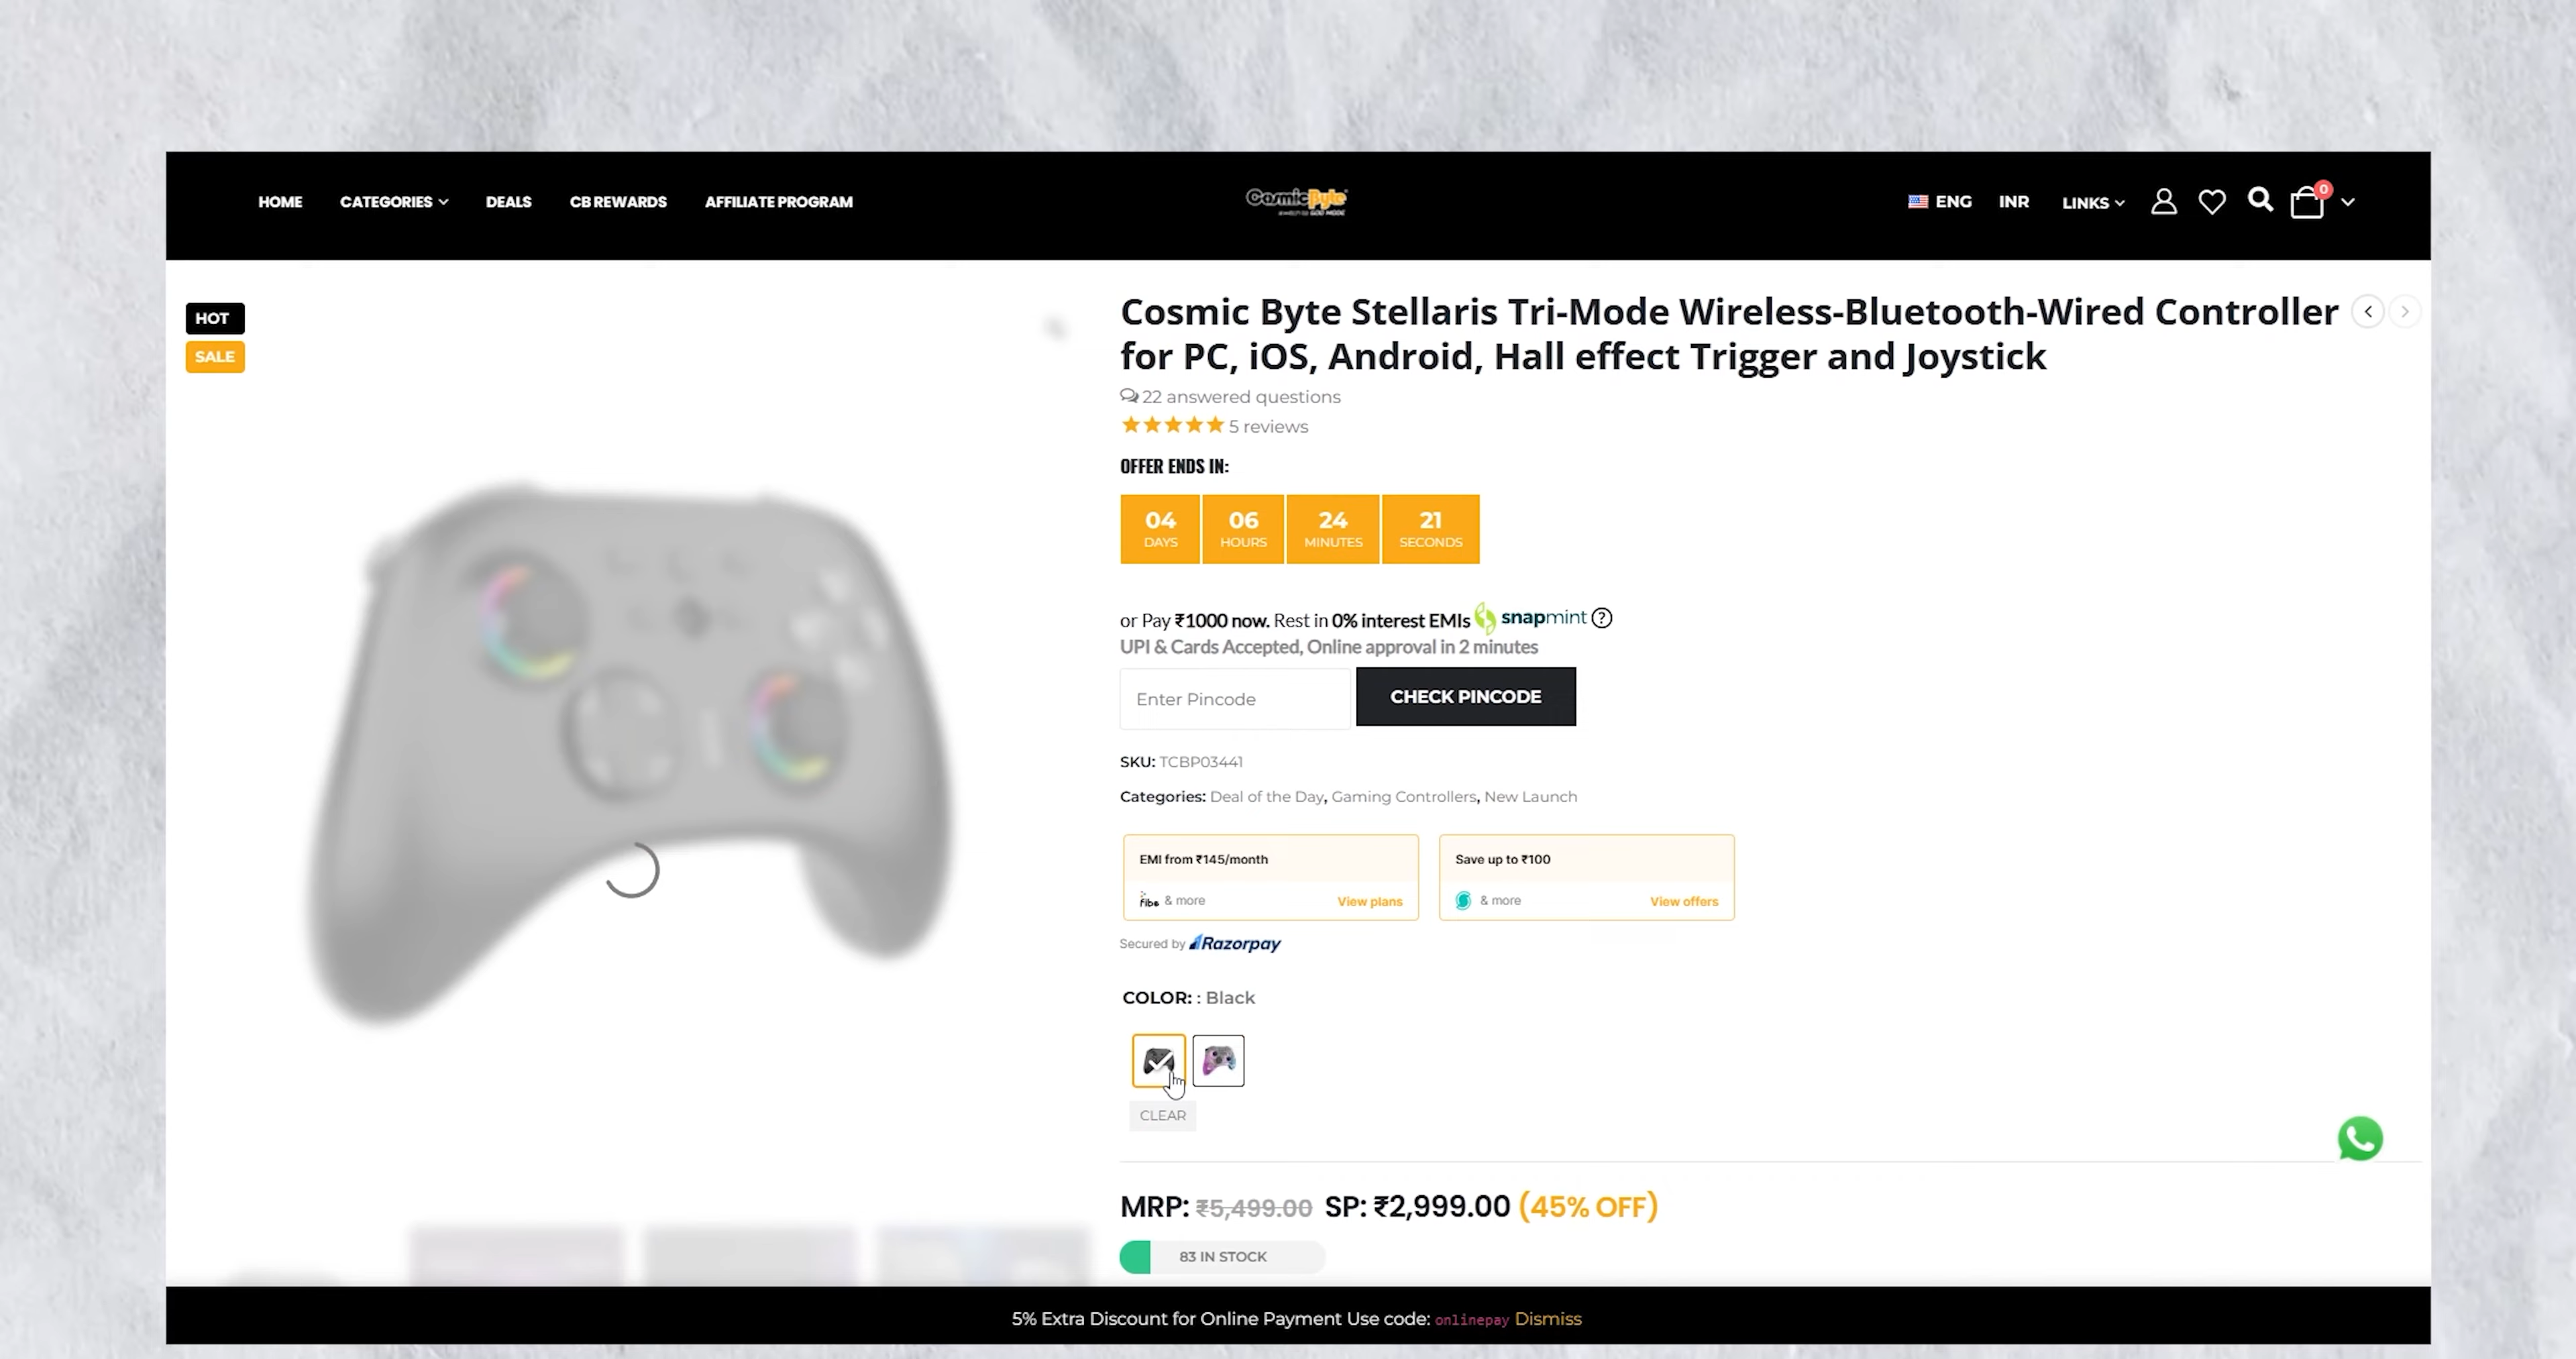 HOME CATEGORIES DEALS CB REWARDS AFFILIATE PROGRAM
CosmicByte
ENG INR LINKS 0
HOT
SALE
Cosmic Byte Stellaris Tri-Mode Wireless-Bluetooth-Wired Controller
for PC, iOS, Android, Hall effect Trigger and Joystick
22 answered questions
5 reviews
OFFER ENDS IN:
04 06 24 21
DAYS HOURS MINUTES SECONDS
or Pay ₹1000 now. Rest in 0% interest EMIs snapmint ?
UPI & Cards Accepted, Online approval in 2 minutes
Enter Pincode CHECK PINCODE
SKU: TCBP03441
Categories: Deal of the Day, Gaming Controllers, New Launch
EMI from ₹145/month Save up to ₹100
fibe & more View plans & more View offers
Secured by Razorpay
COLOR: : Black
CLEAR
MRP: ₹5,499.00 SP: ₹2,999.00 (45% OFF)
83 IN STOCK
5% Extra Discount for Online Payment Use code: onlinepay Dismiss